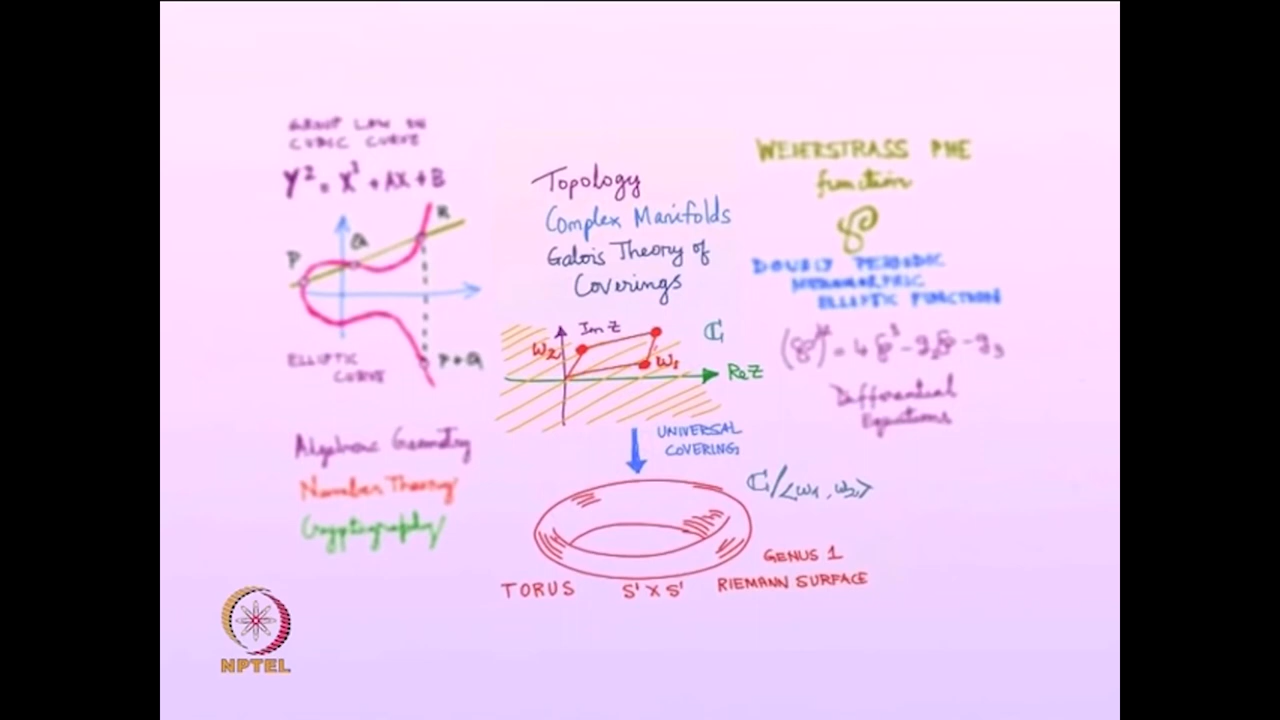 GROUP LAW ON
CUBIC CURVE
Y² = X³ + AX + B
R
Q
P
P + Q
ELLIPTIC
CURVE
Algebraic Geometry
Number Theory
Cryptography
Topology
Complex Manifolds
Galois Theory of
Coverings
Im Z
ℂ
ω₂
ω₁
Re Z
UNIVERSAL
COVERING
ℂ/<ω₁, ω₂>
GENUS 1
TORUS S¹ X S¹ RIEMANN SURFACE
WEIERSTRASS PHE
function
℘
DOUBLY PERIODIC
MEROMORPHIC
ELLIPTIC FUNCTION
= 4℘³ - g₂℘ - g₃
Differential
Equations
NPTEL